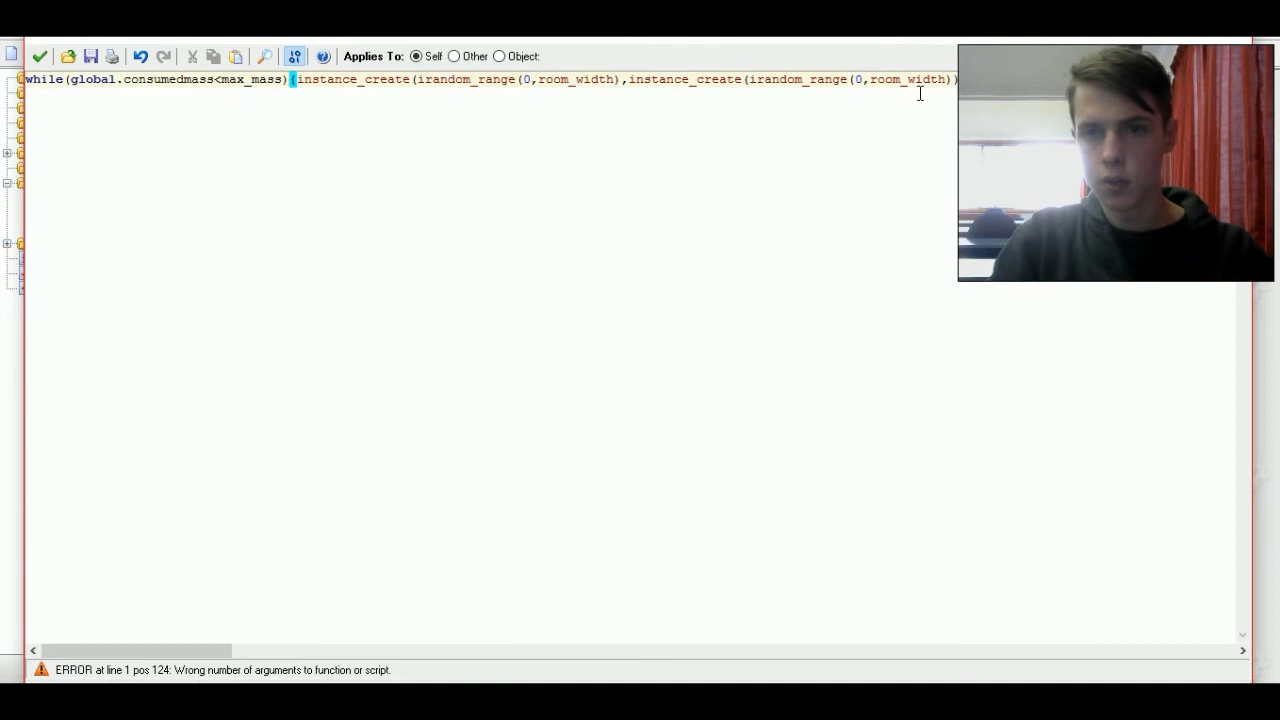 Applies To: Self Other Object:
while(global.consumedmass<max_mass){instance_create(irandom_range(0,room_width),instance_create(irandom_range(0,room_width))
ERROR at line 1 pos 124: Wrong number of arguments to function or script.